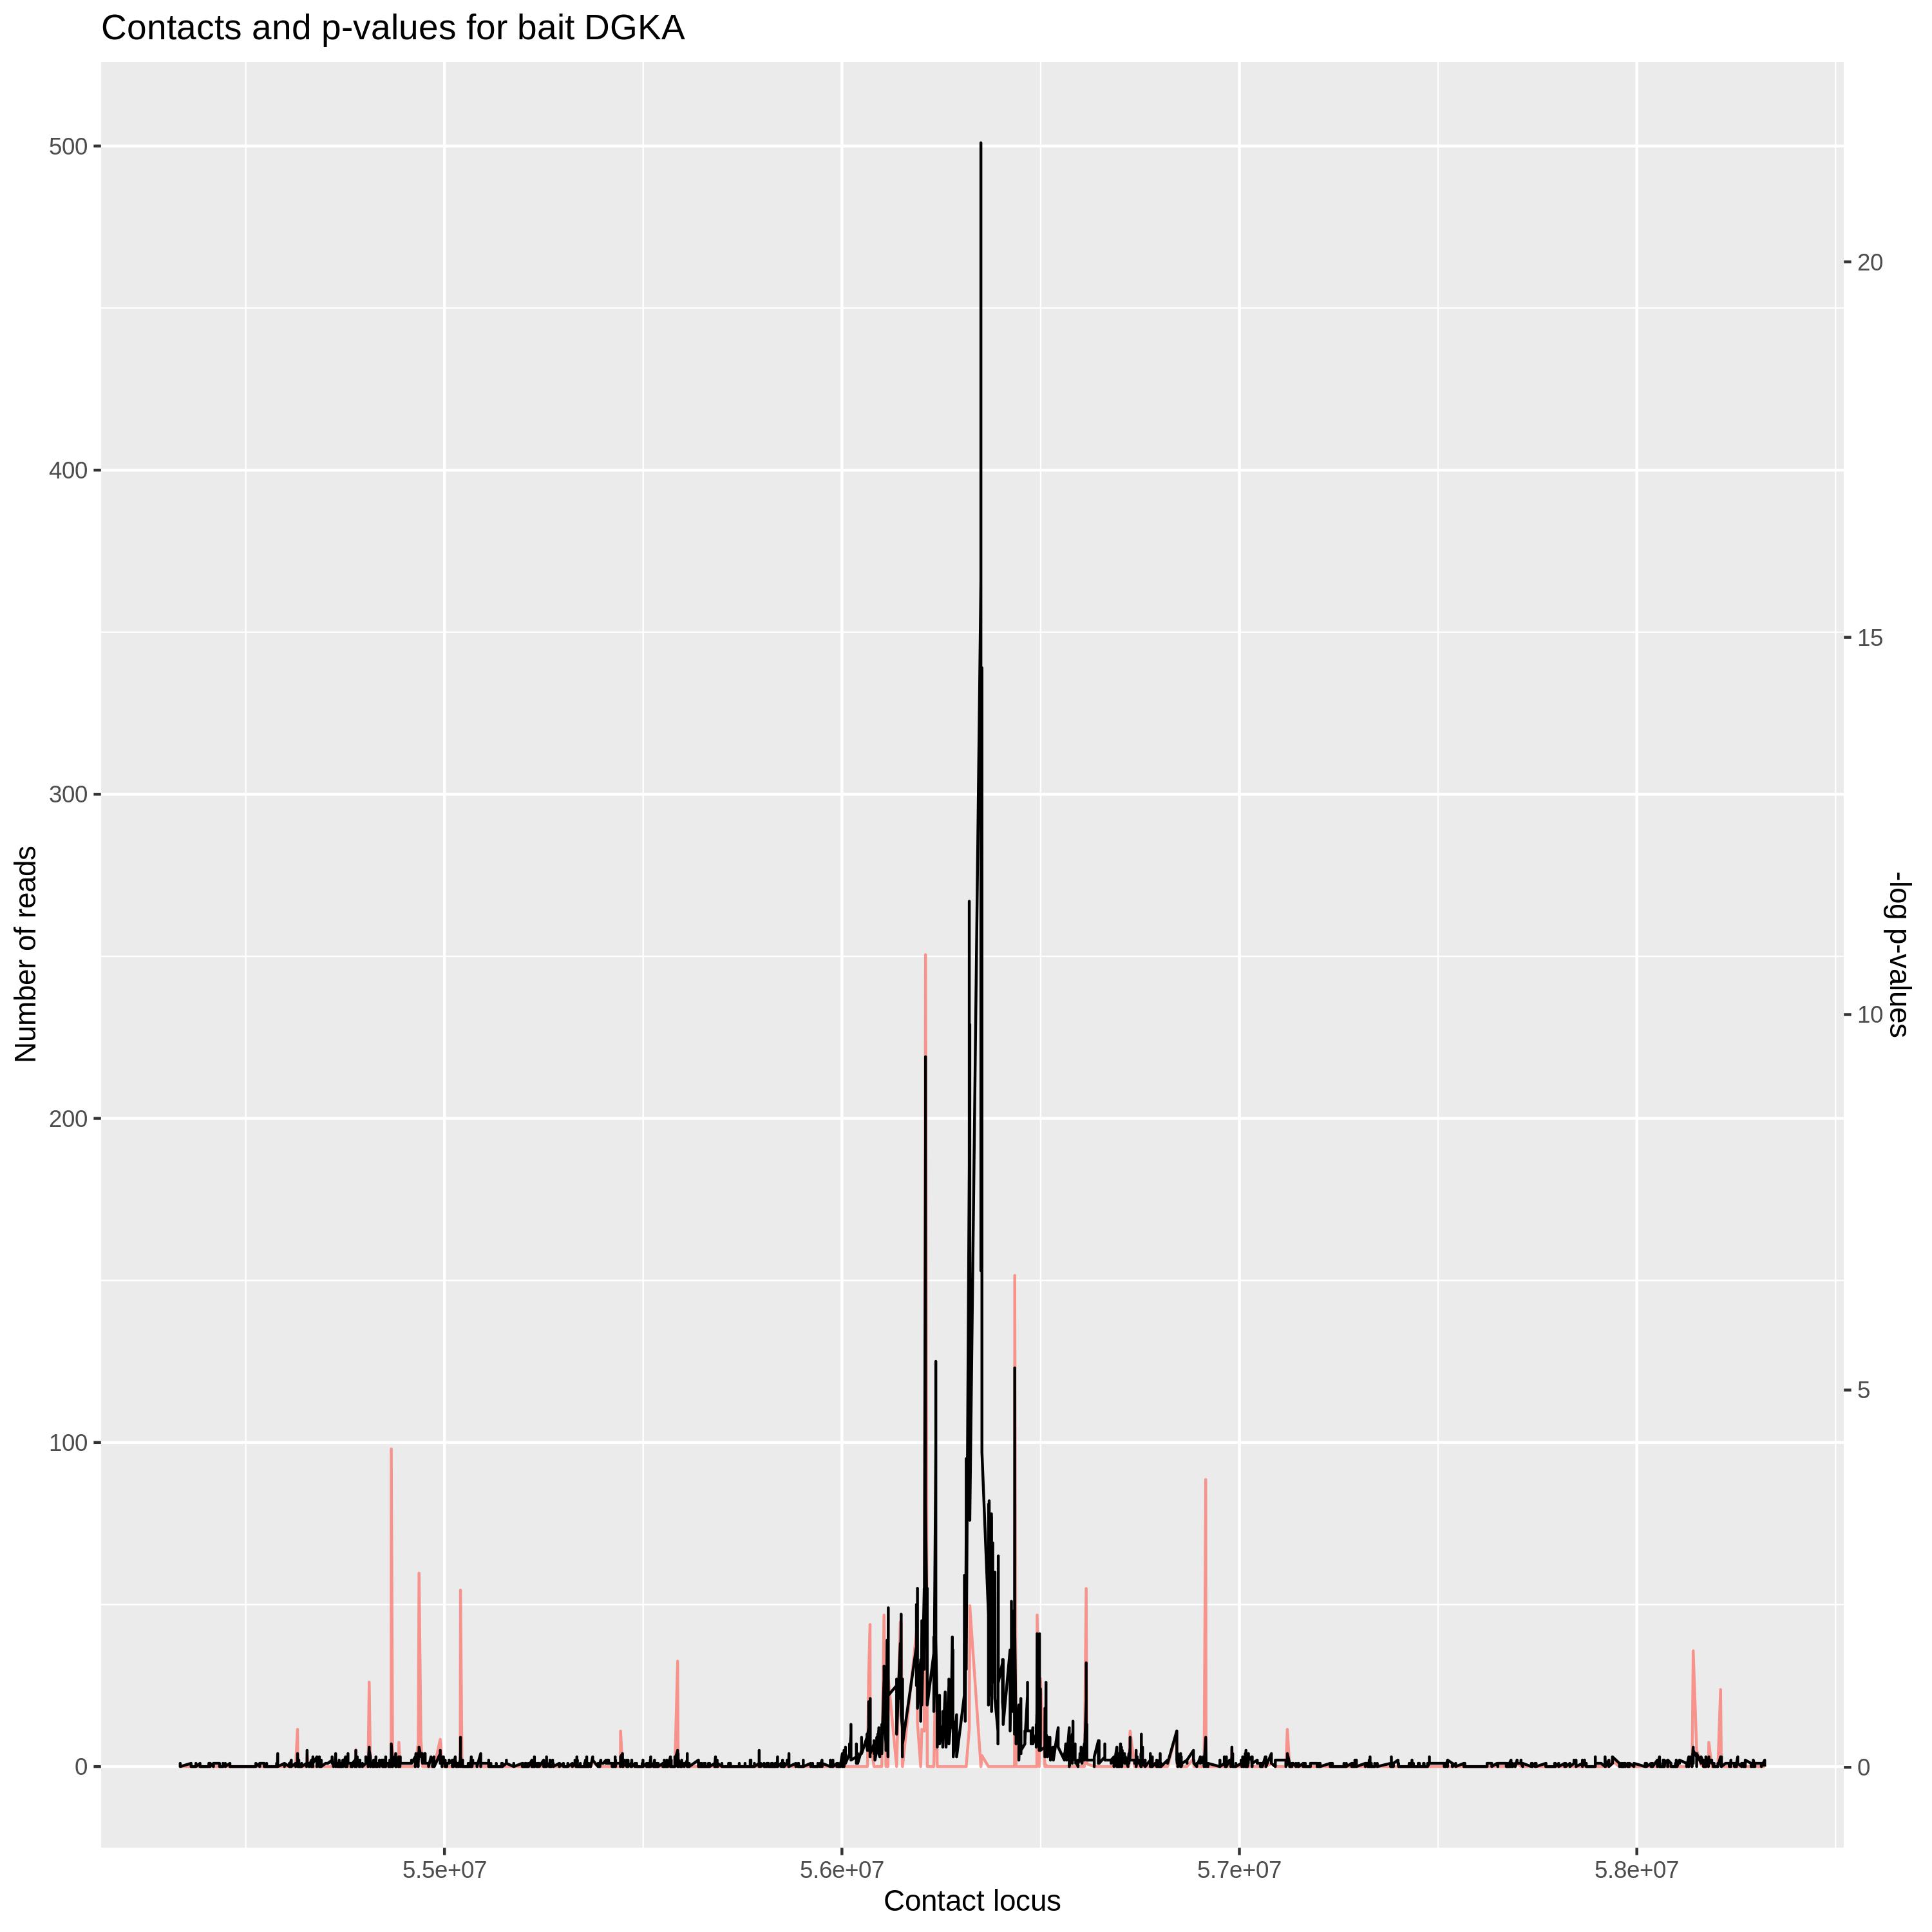 Contacts and p-values for bait DGKA
500
400
300
200
100
0
Number of reads
20
15
10
5
0
-log p-values
5.5e+07
5.6e+07
5.7e+07
5.8e+07
Contact locus